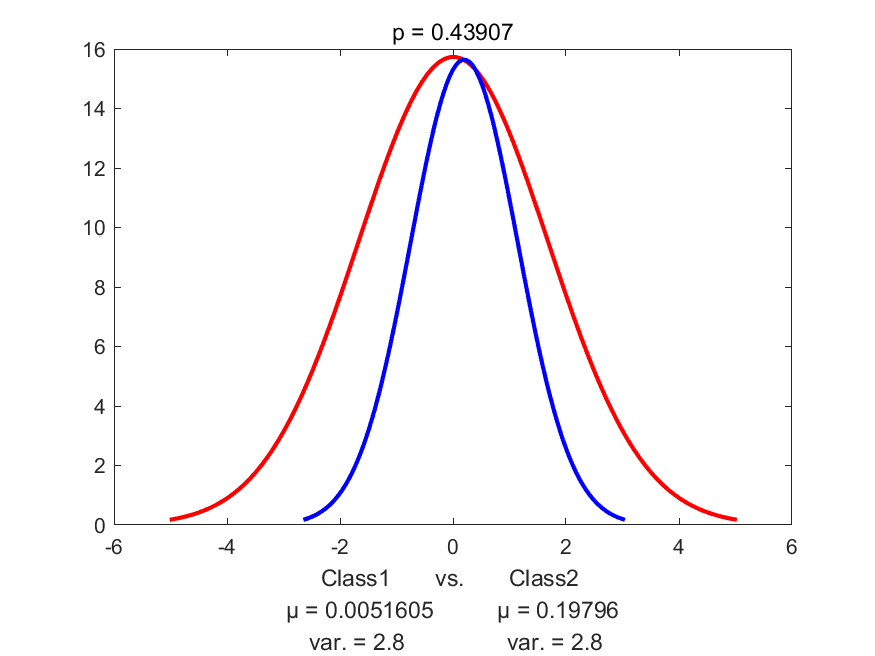 p = 0.43907
16
14
12
10
8
6
4
2
0
-6 -4 -2 0 2 4 6
Class1 vs. Class2
µ = 0.0051605 µ = 0.19796
var. = 2.8 var. = 2.8